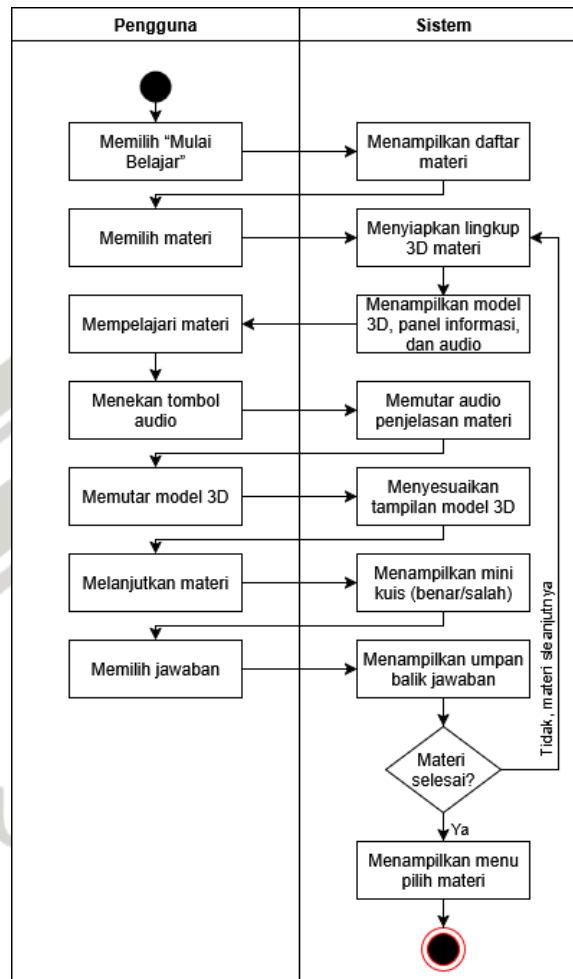 Pengguna
Sistem
Memilih “Mulai
Belajar”
Menampilkan daftar
materi
Memilih materi
Menyiapkan lingkup
3D materi
Menampilkan model
3D, panel informasi,
dan audio
Mempelajari materi
Menekan tombol
audio
Memutar audio
penjelasan materi
Memutar model 3D
Menyesuaikan
tampilan model 3D
Melanjutkan materi
Menampilkan mini
kuis (benar/salah)
Memilih jawaban
Menampilkan umpan
balik jawaban
Materi
selesai?
Tidak, materi sleanjutnya
Ya
Menampilkan menu
pilih materi